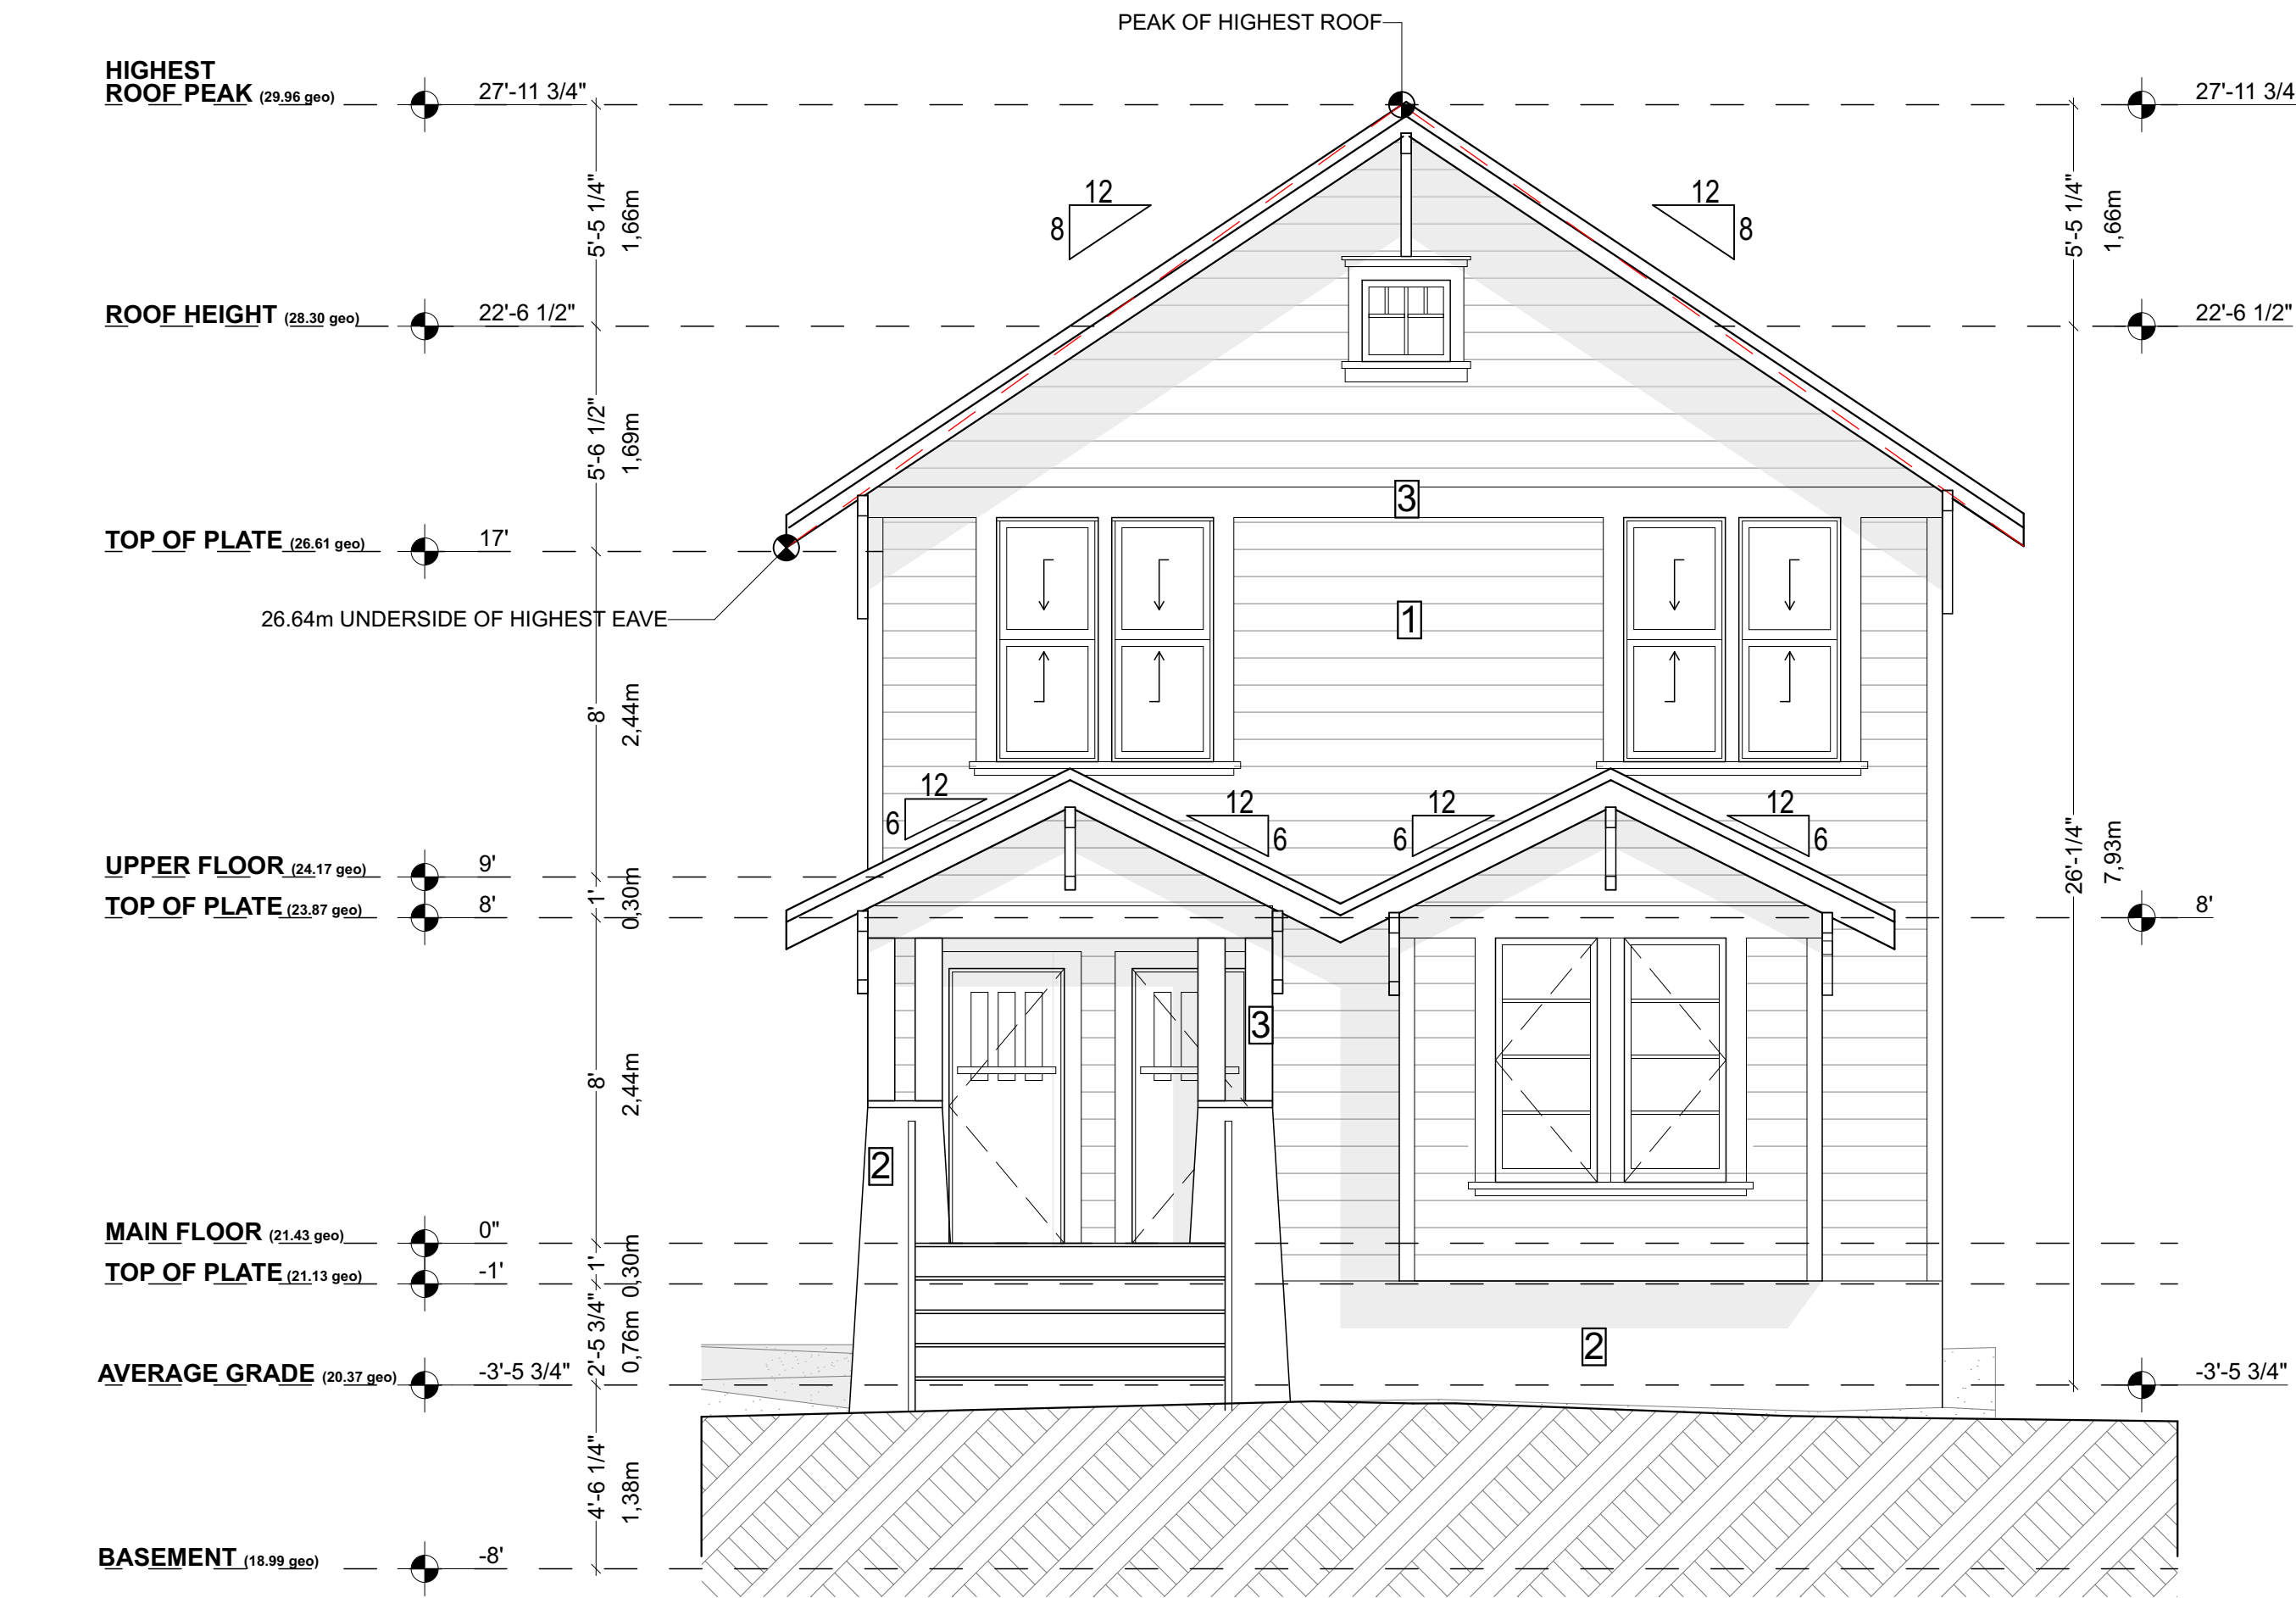 PEAK OF HIGHEST ROOF
HIGHEST
ROOF PEAK (29.96 geo)
27'-11 3/4"
27'-11 3/4
12
8
12
8
5'-5 1/4"
1,66m
5'-5 1/4"
1,66m
ROOF HEIGHT (28.30 geo)
22'-6 1/2"
22'-6 1/2"
5'-6 1/2"
1,69m
3
TOP OF PLATE (26.61 geo)
17'
26.64m UNDERSIDE OF HIGHEST EAVE
1
8'
2,44m
12
6
12
6
12
6
12
6
26'-1/4"
7,93m
UPPER FLOOR (24.17 geo)
9'
1'
0,30m
TOP OF PLATE (23.87 geo)
8'
8'
3
8'
2,44m
2
MAIN FLOOR (21.43 geo)
0"
1'
0,30m
TOP OF PLATE (21.13 geo)
-1'
2'-5 3/4"
0,76m
2
AVERAGE GRADE (20.37 geo)
-3'-5 3/4"
-3'-5 3/4"
4'-6 1/4"
1,38m
BASEMENT (18.99 geo)
-8'